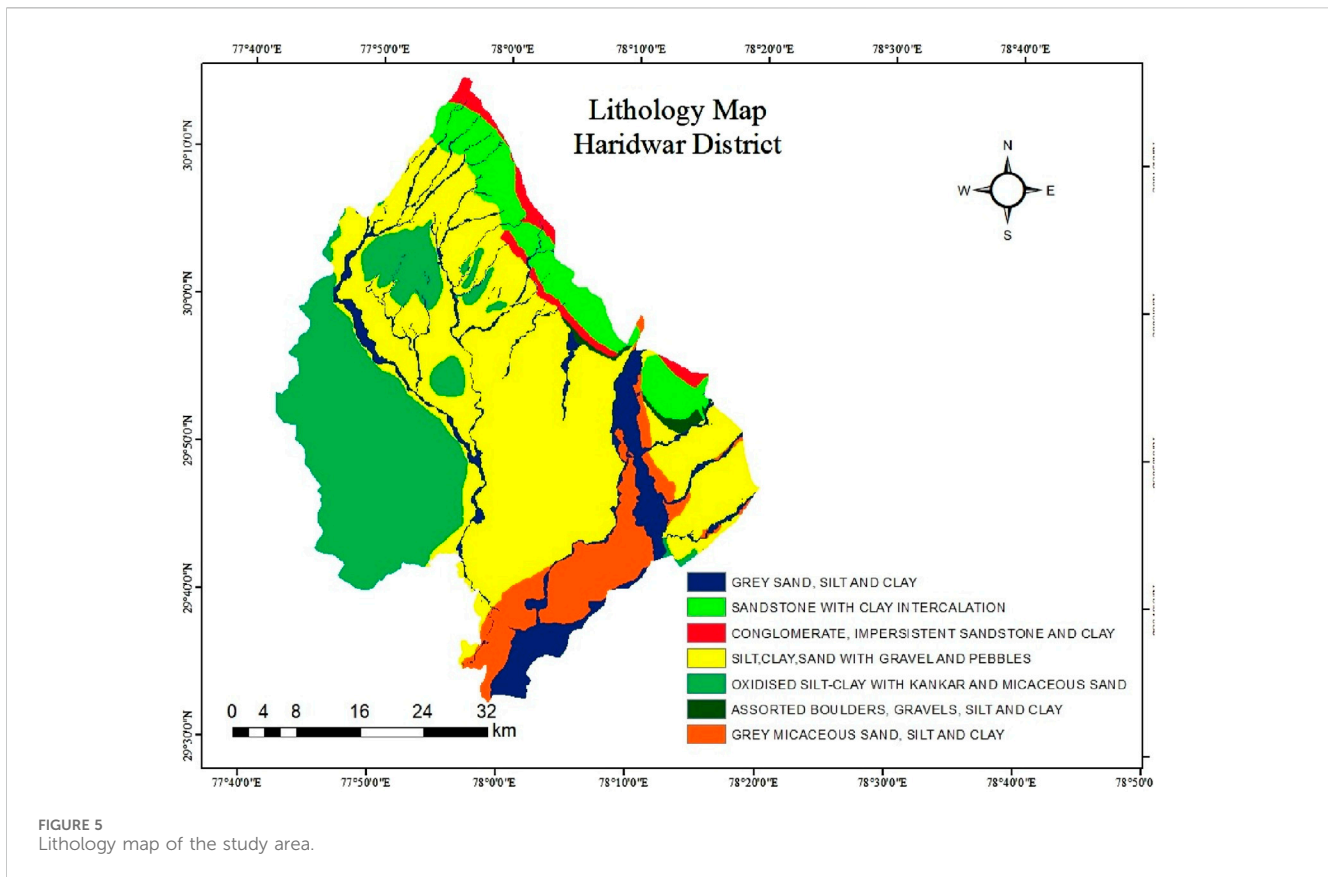 77°40'0"E 77°50'0"E 78°0'0"E 78°10'0"E 78°20'0"E 78°30'0"E 78°40'0"E
Lithology Map
Haridwar District
N
W E
S
30°10'0"N
30°0'0"N
29°50'0"N
29°40'0"N
29°30'0"N
GREY SAND, SILT AND CLAY
SANDSTONE WITH CLAY INTERCALATION
CONGLOMERATE, IMPERSISTENT SANDSTONE AND CLAY
SILT,CLAY,SAND WITH GRAVEL AND PEBBLES
OXIDISED SILT-CLAY WITH KANKAR AND MICACEOUS SAND
ASSORTED BOULDERS, GRAVELS, SILT AND CLAY
GREY MICACEOUS SAND, SILT AND CLAY
0 4 8 16 24 32
km
77°40'0"E 77°50'0"E 78°0'0"E 78°10'0"E 78°20'0"E 78°30'0"E 78°40'0"E 78°50'0"E
FIGURE 5
Lithology map of the study area.